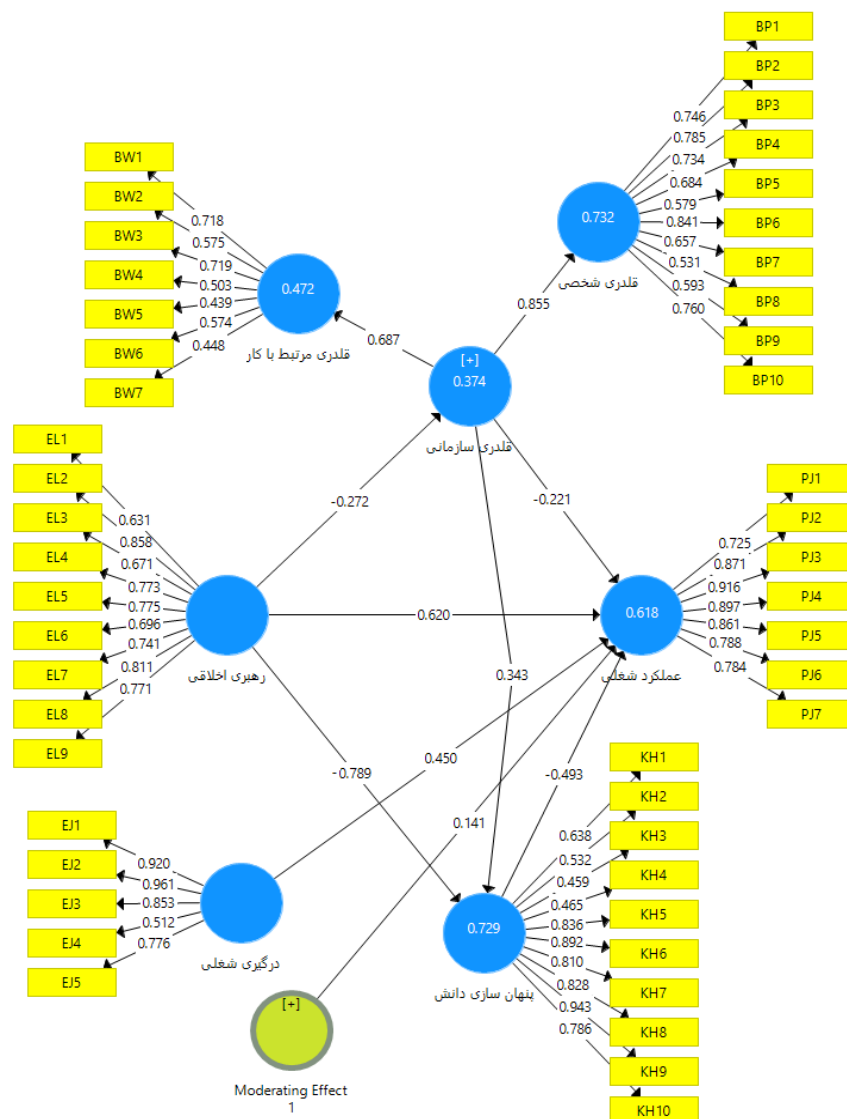 BP1
BP2
BP3
BP4
BP5
BP6
BP7
BP8
BP9
BP10
0.746
0.785
0.734
0.684
0.579
0.841
0.657
0.531
0.593
0.760
0.732
قلدری شخصی
BW1
BW2
BW3
BW4
BW5
BW6
BW7
0.718
0.575
0.719
0.503
0.439
0.574
0.448
0.472
قلدری مرتبط با کار
0.687
0.855
[+]
0.374
قلدری سازمانی
EL1
EL2
EL3
EL4
EL5
EL6
EL7
EL8
EL9
0.631
0.858
0.671
0.773
0.775
0.696
0.741
0.811
0.771
رهبری اخلاقی
-0.272
-0.221
0.620
0.343
-0.789
0.450
-0.493
0.141
PJ1
PJ2
PJ3
PJ4
PJ5
PJ6
PJ7
0.725
0.871
0.916
0.897
0.861
0.788
0.784
0.618
عملکرد شغلی
EJ1
EJ2
EJ3
EJ4
EJ5
0.920
0.961
0.853
0.512
0.776
درگیری شغلی
KH1
KH2
KH3
KH4
KH5
KH6
KH7
KH8
KH9
KH10
0.638
0.532
0.459
0.465
0.836
0.892
0.810
0.828
0.943
0.786
0.729
پنهان سازی دانش
[+]
Moderating Effect
1